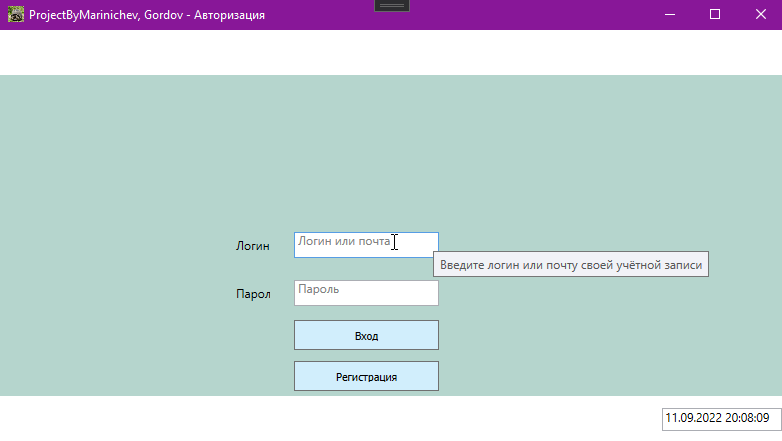 ProjectByMarinichev, Gordov - Авторизация
Логин
Логин или почта
Введите логин или почту своей учётной записи
Парол
Пароль
Вход
Регистрация
11.09.2022 20:08:09